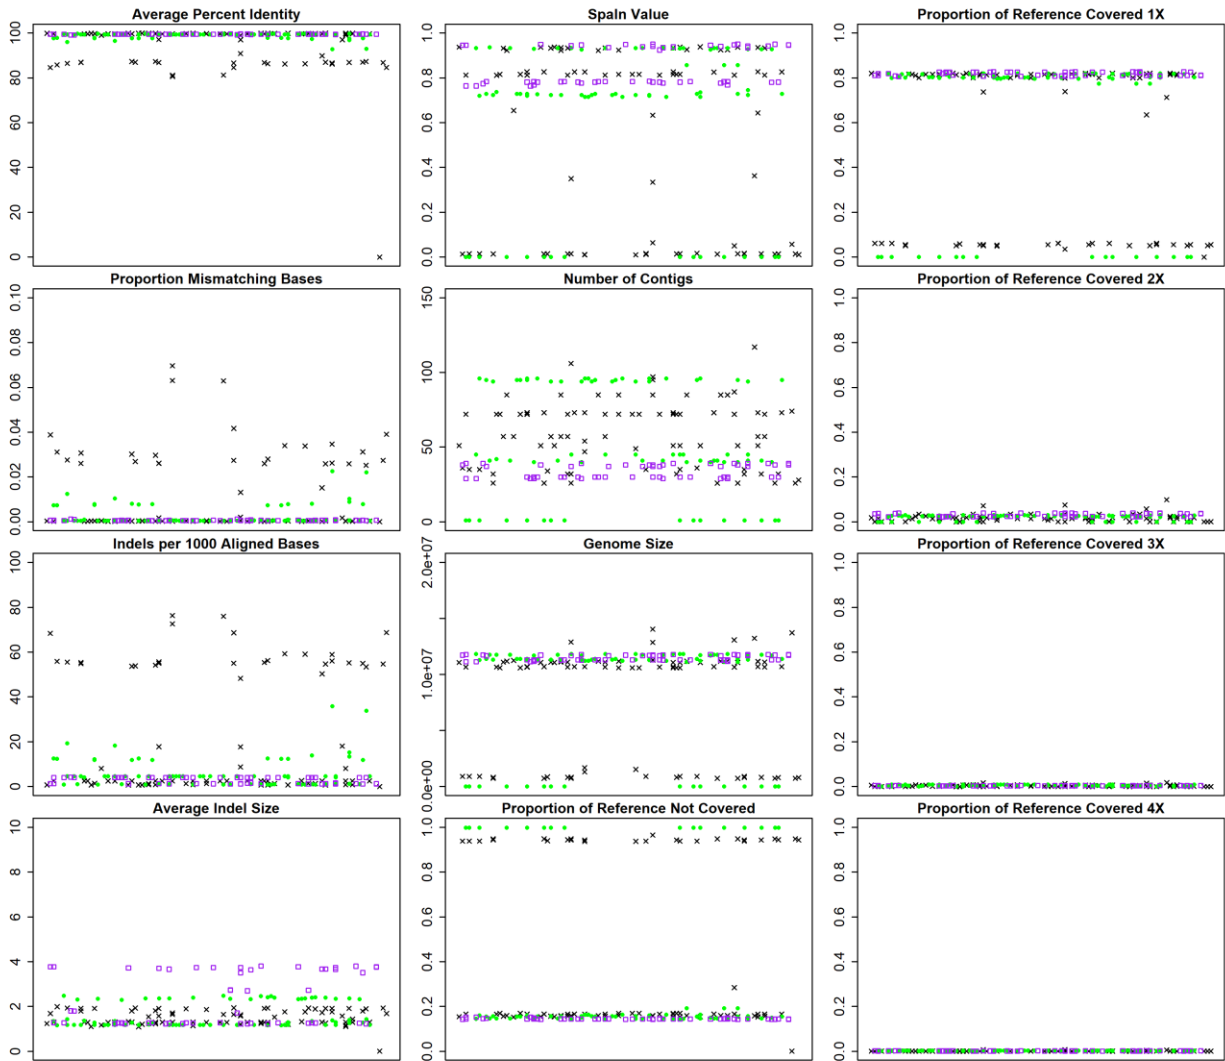 Average Percent Identity
0 20 40 60 80 100
Spaln Value
0.0 0.2 0.4 0.6 0.8 1.0
Proportion of Reference Covered 1X
0.0 0.2 0.4 0.6 0.8 1.0
Proportion Mismatching Bases
0.00 0.02 0.04 0.06 0.08 0.10
Number of Contigs
0 50 100 150
Proportion of Reference Covered 2X
0.0 0.2 0.4 0.6 0.8 1.0
Indels per 1000 Aligned Bases
0 20 40 60 80 100
Genome Size
0.0e+00 1.0e+07 2.0e+07
Proportion of Reference Covered 3X
0.0 0.2 0.4 0.6 0.8 1.0
Average Indel Size
0 2 4 6 8 10
Proportion of Reference Not Covered
0.0 0.2 0.4 0.6 0.8 1.0
Proportion of Reference Covered 4X
0.0 0.2 0.4 0.6 0.8 1.0